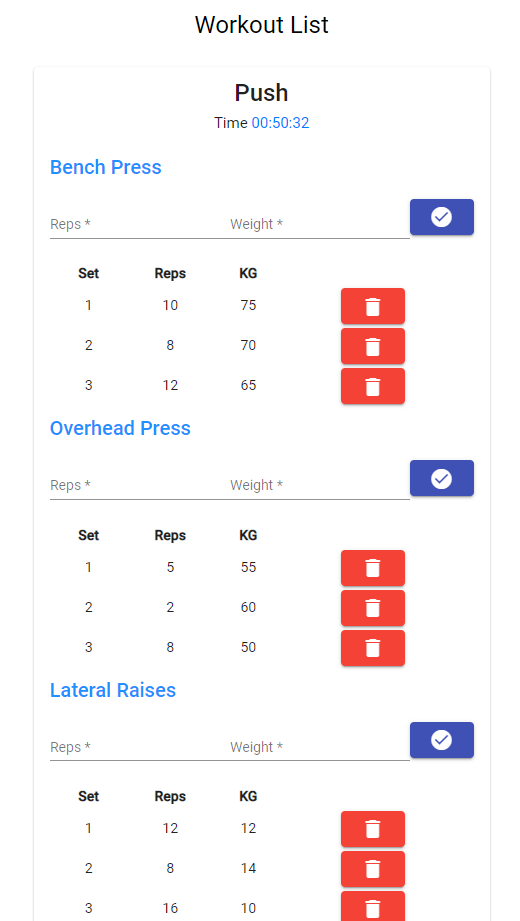 Workout List
Push
Time 00:50:32
Bench Press
Reps * Weight *
Set Reps KG
1 10 75
2 8 70
3 12 65
Overhead Press
Reps * Weight *
Set Reps KG
1 5 55
2 2 60
3 8 50
Lateral Raises
Reps * Weight *
Set Reps KG
1 12 12
2 8 14
3 16 10